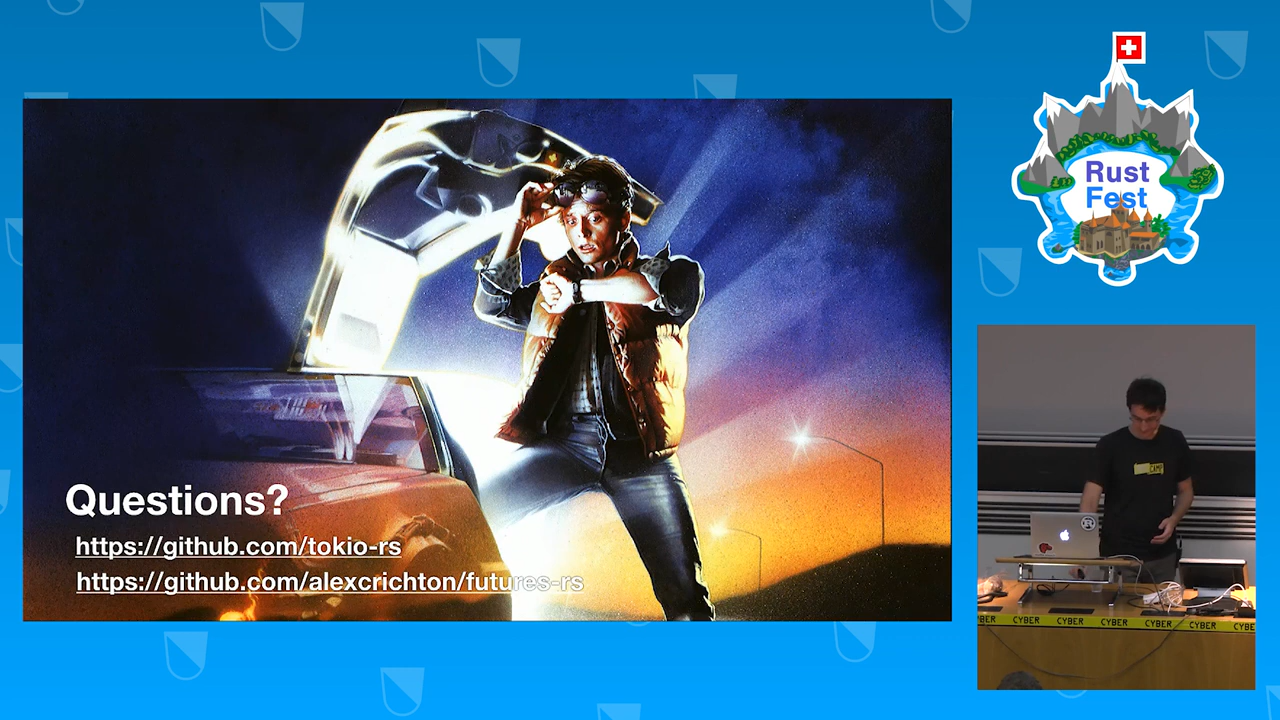 Rust
Fest
Questions?
https://github.com/tokio-rs
https://github.com/alexcrichton/futures-rs
CAMP
R
CYBER CYBER CYBER CYBER CYBER CYBER